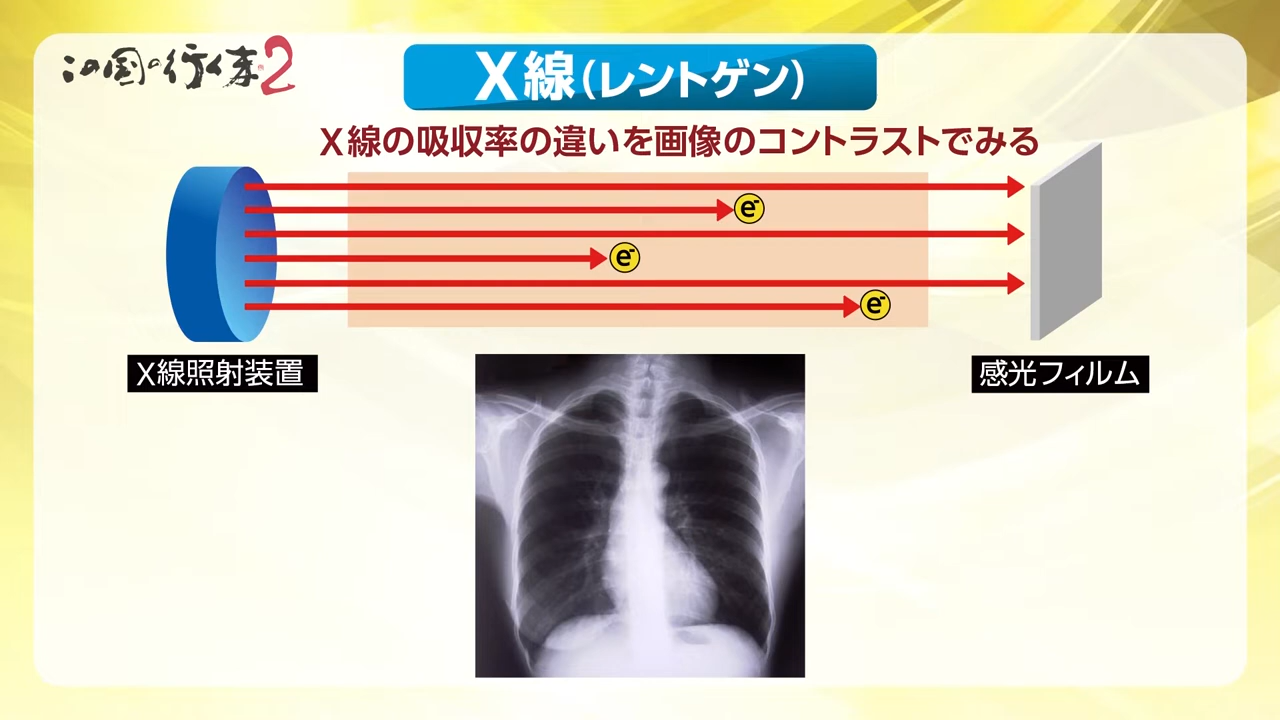 この国の行く末2
X線(レントゲン)
X線の吸収率の違いを画像のコントラストでみる
e-
e-
e-
X線照射装置
感光フィルム